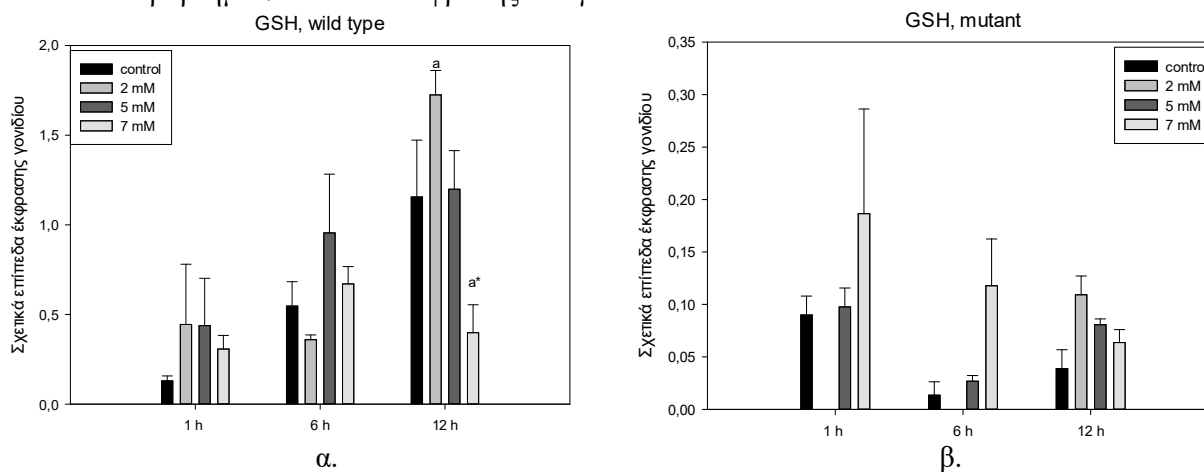 GSH, wild type
2,0
1,5
1,0
0,5
0,0
Σχετικά επίπεδα έκφρασης γονιδίου
control
2 mM
5 mM
7 mM
a
a*
1 h
6 h
12 h
α.
GSH, mutant
0,35
0,30
0,25
0,20
0,15
0,10
0,05
0,00
Σχετικά επίπεδα έκφρασης γονιδίου
control
2 mM
5 mM
7 mM
1 h
6 h
12 h
β.